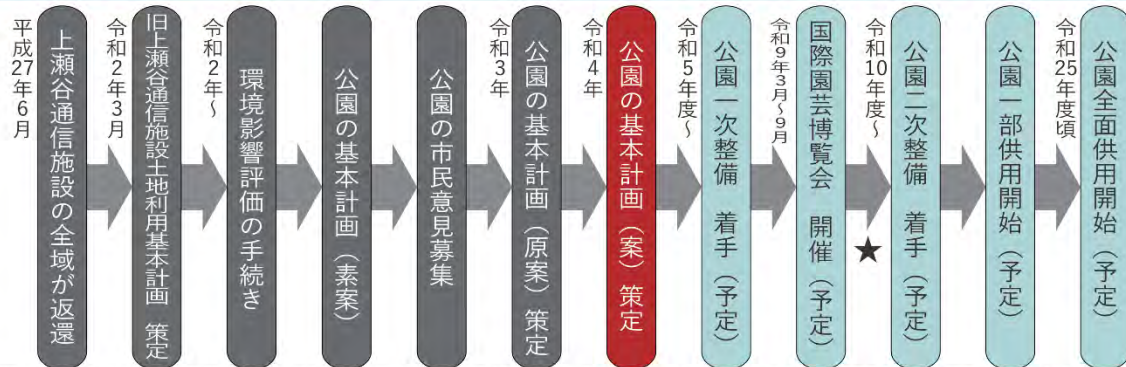 平成27年6月
上瀬谷通信施設の全域が返還
令和2年3月
旧上瀬谷通信施設土地利用基本計画 策定
令和2年～
環境影響評価の手続き
公園の基本計画（素案）
公園の市民意見募集
令和3年
公園の基本計画（原案）策定
令和4年
公園の基本計画（案）策定
令和5年度～
公園一次整備 着手（予定）
令和9年3月～9月
国際園芸博覧会 開催（予定）
令和10年度～
★
公園二次整備 着手（予定）
公園一部供用開始（予定）
令和25年度頃
公園全面供用開始（予定）